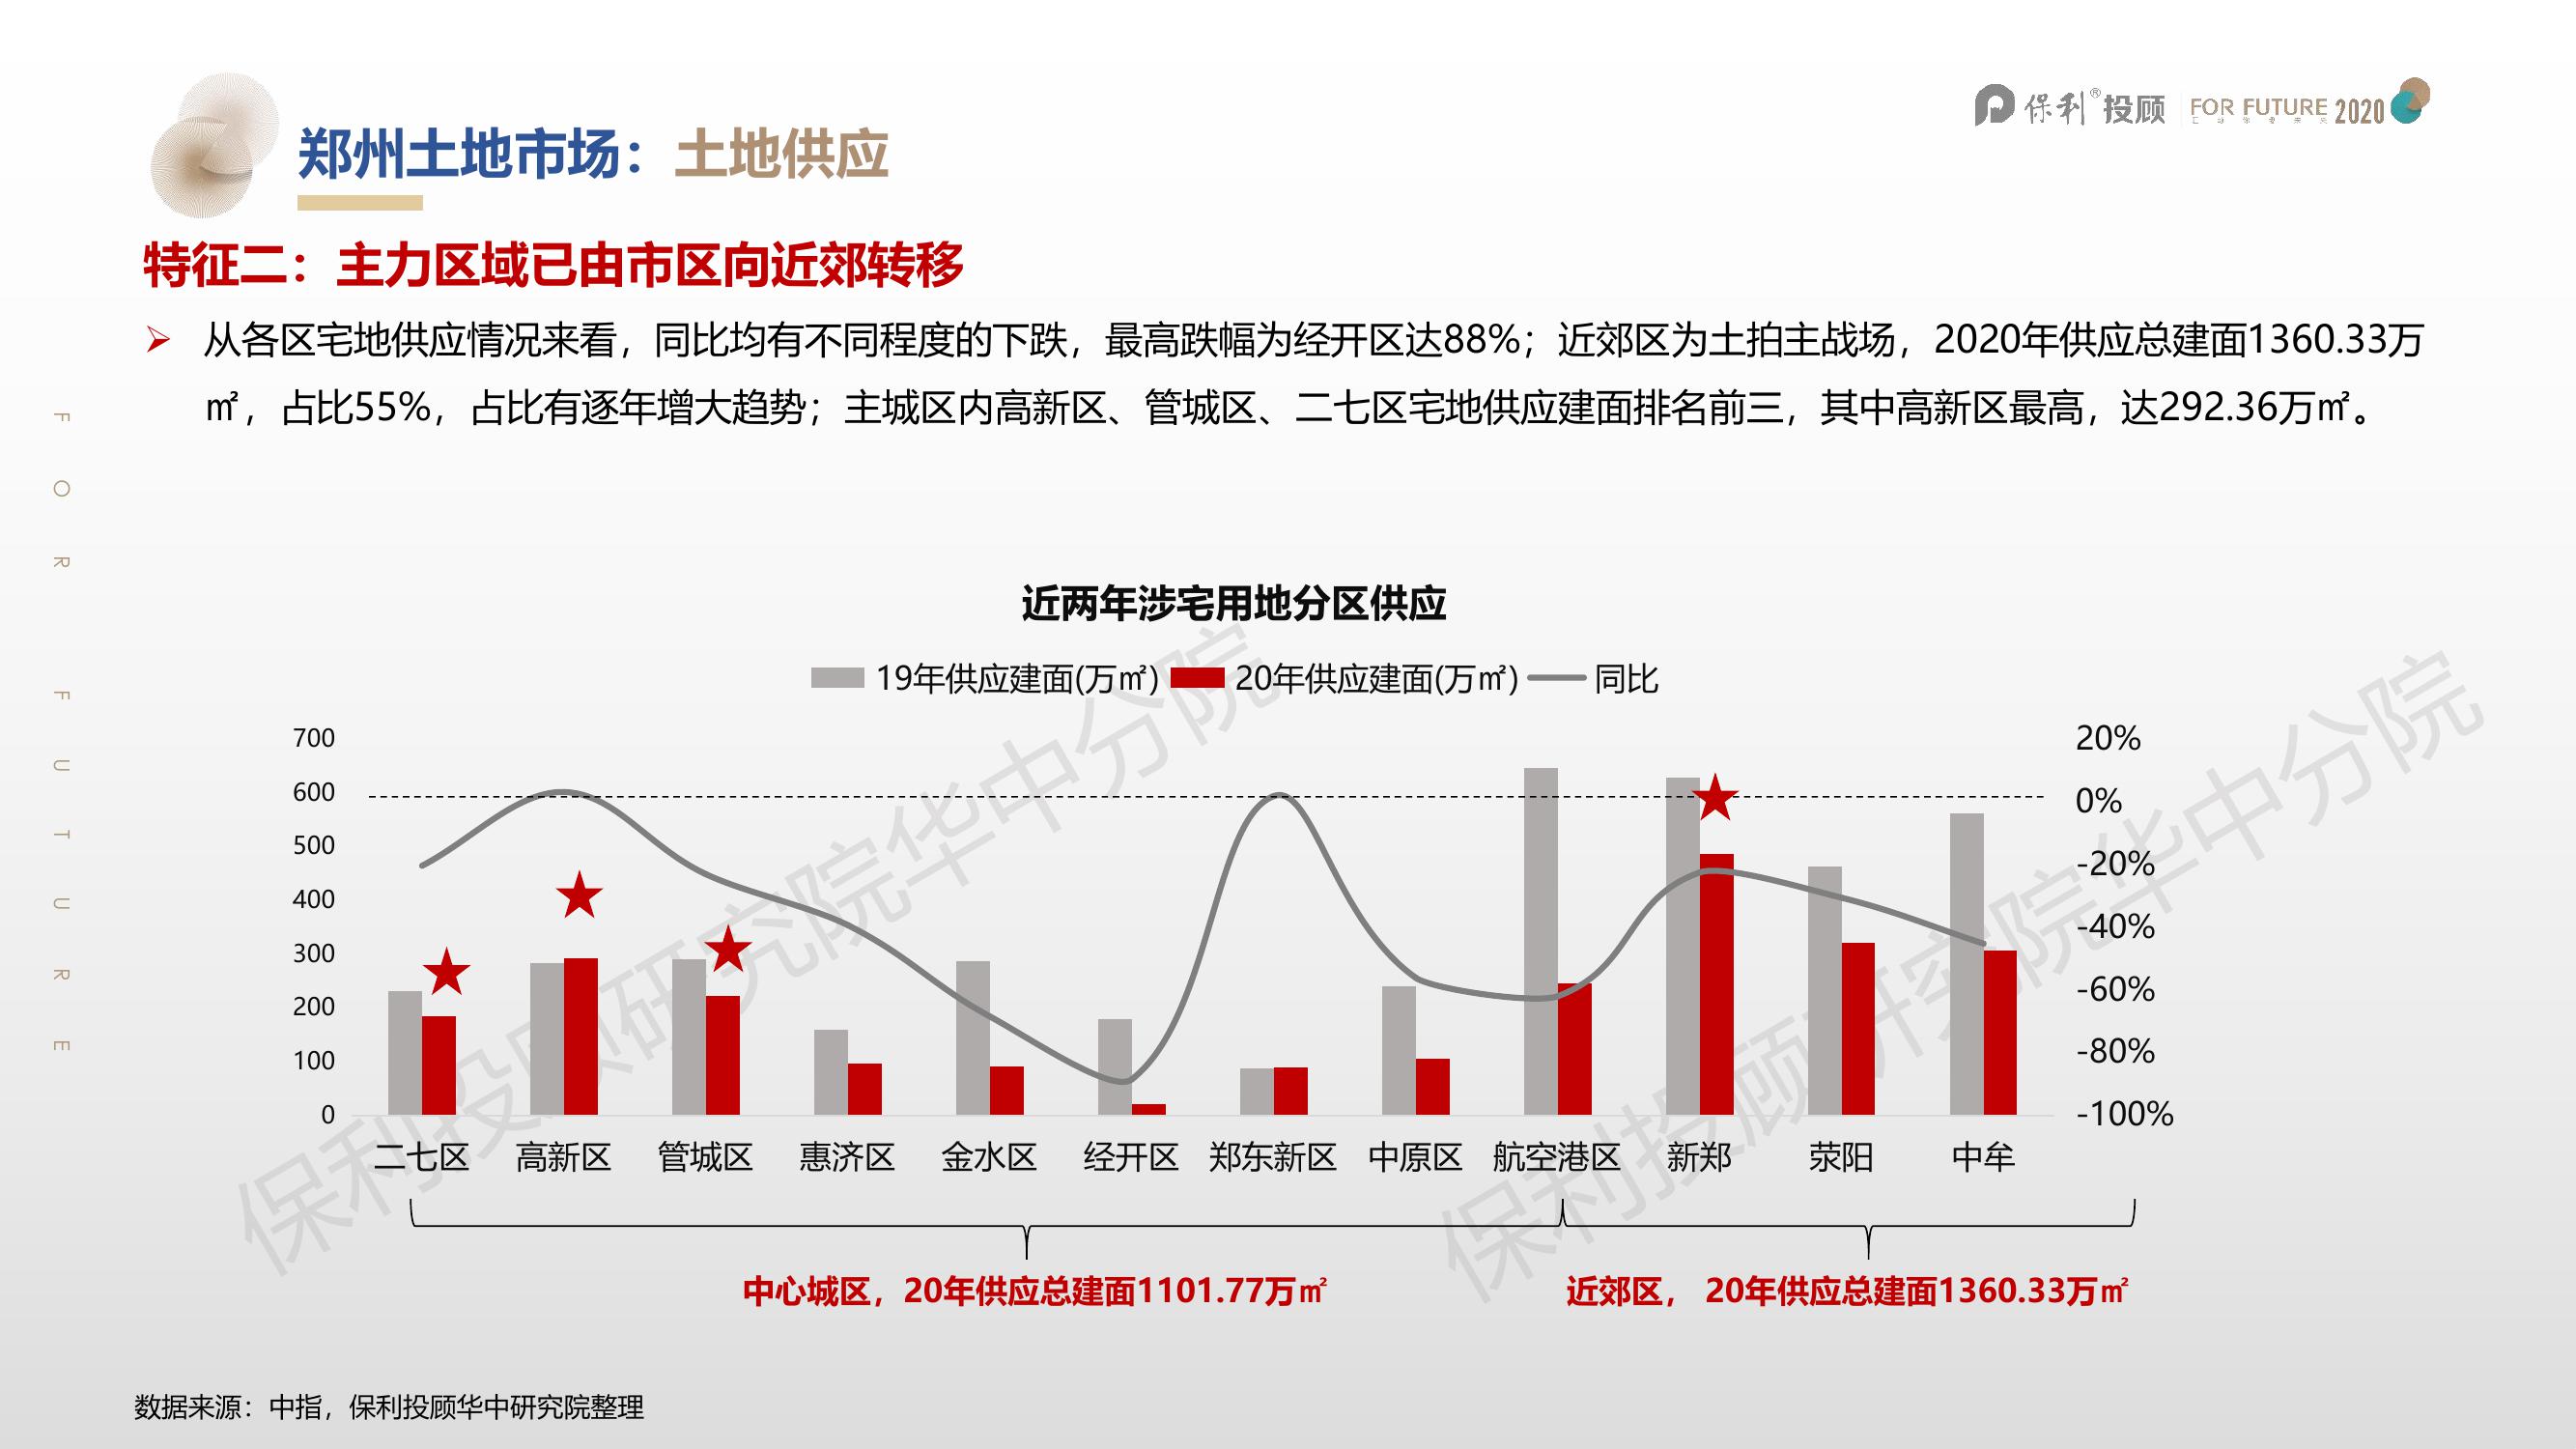 保利®投顾 FOR FUTURE 2020
郑州土地市场：土地供应
特征二：主力区域已由市区向近郊转移
从各区宅地供应情况来看，同比均有不同程度的下跌，最高跌幅为经开区达88%；近郊区为土拍主战场，2020年供应总建面1360.33万
㎡，占比55%，占比有逐年增大趋势；主城区内高新区、管城区、二七区宅地供应建面排名前三，其中高新区最高，达292.36万㎡。
FOR FUTURE
近两年涉宅用地分区供应
19年供应建面(万㎡) 20年供应建面(万㎡) 同比
700
600
500
400
300
200
100
0
20%
0%
-20%
-40%
-60%
-80%
-100%
二七区 高新区 管城区 惠济区 金水区 经开区 郑东新区 中原区 航空港区 新郑 荥阳 中牟
中心城区，20年供应总建面1101.77万㎡
近郊区， 20年供应总建面1360.33万㎡
数据来源：中指，保利投顾华中研究院整理
保利投顾研究院华中分院
保利投顾研究院华中分院